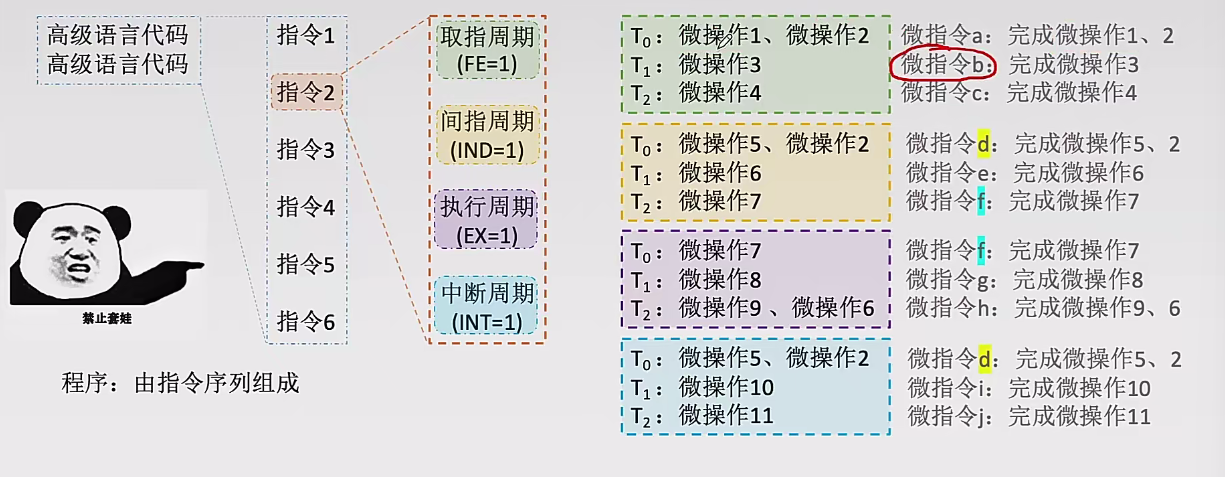 高级语言代码
高级语言代码
指令1
指令2
指令3
指令4
指令5
指令6
禁止套娃
程序：由指令序列组成
取指周期
(FE=1)
间指周期
(IND=1)
执行周期
(EX=1)
中断周期
(INT=1)
T₀：微操作1、微操作2
T₁：微操作3
T₂：微操作4
微指令a：完成微操作1、2
微指令b：完成微操作3
微指令c：完成微操作4
T₀：微操作5、微操作2
T₁：微操作6
T₂：微操作7
微指令d：完成微操作5、2
微指令e：完成微操作6
微指令f：完成微操作7
T₀：微操作7
T₁：微操作8
T₂：微操作9 、微操作6
微指令f：完成微操作7
微指令g：完成微操作8
微指令h：完成微操作9、6
T₀：微操作5、微操作2
T₁：微操作10
T₂：微操作11
微指令d：完成微操作5、2
微指令i：完成微操作10
微指令j：完成微操作11